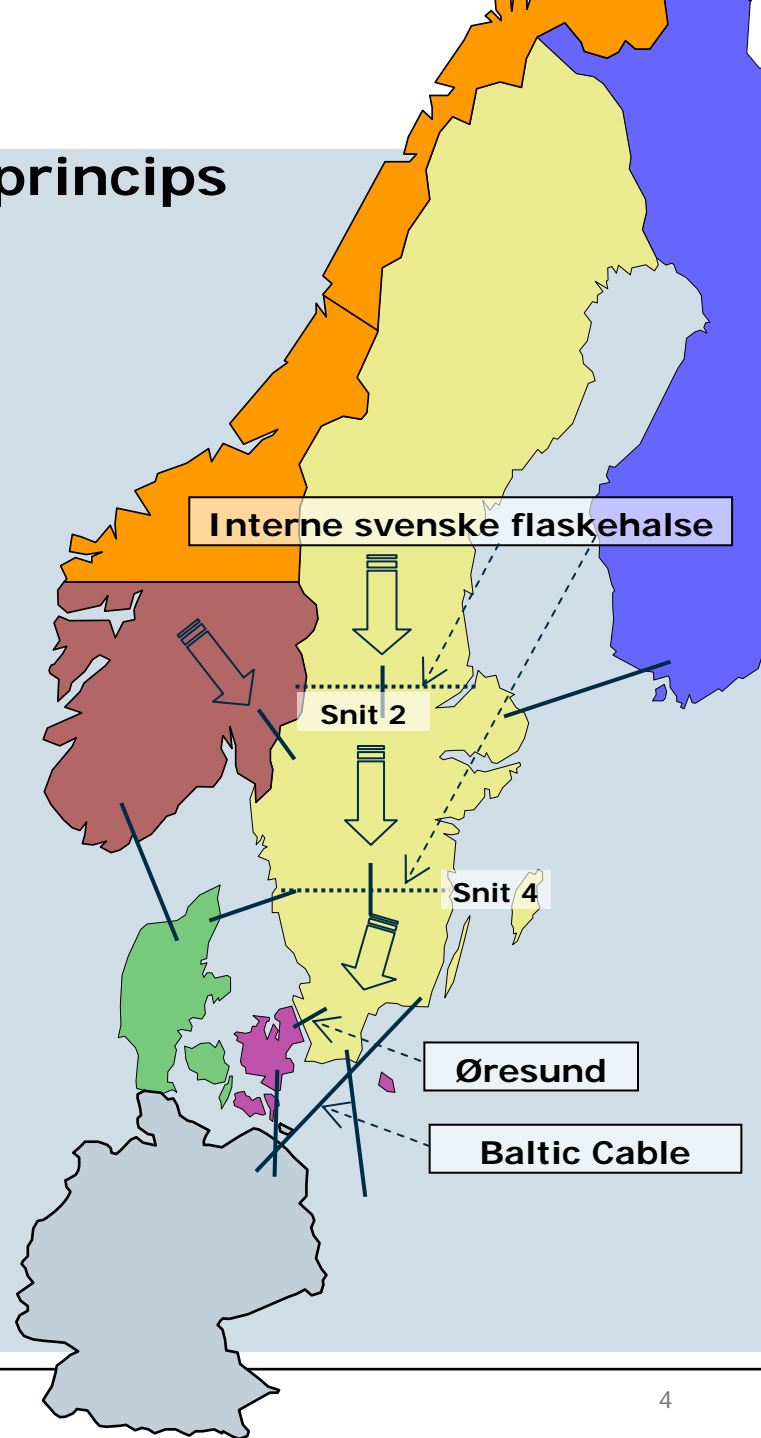 princips
Interne svenske flaskehalse
Snit 2
Snit 4
Øresund
Baltic Cable
4